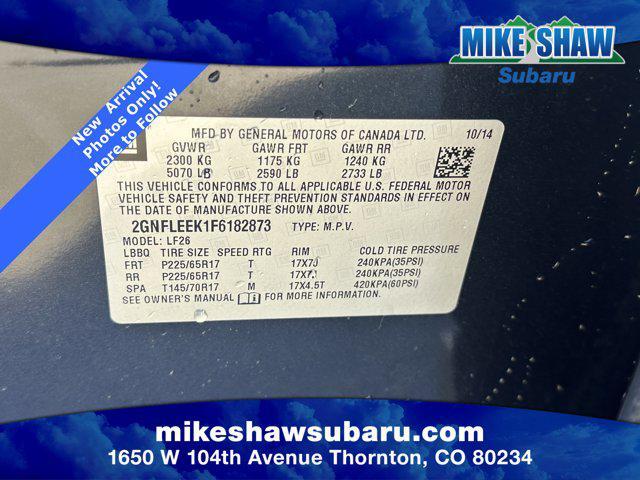 MIKE SHAW
Subaru
New Arrival
Photos Only!
More to Follow
MFD BY GENERAL MOTORS OF CANADA LTD. 10/14
GVWR GAWR FRT GAWR RR
2300 KG 1175 KG 1240 KG
5070 LB 2590 LB 2733 LB
THIS VEHICLE CONFORMS TO ALL APPLICABLE U.S. FEDERAL MOTOR
VEHICLE SAFETY AND THEFT PREVENTION STANDARDS IN EFFECT
ON THE DATE OF MANUFACTURE SHOWN ABOVE.
2GNFLEEK1F6182873 TYPE: M.P.V.
MODEL: LF26
LBBQ TIRE SIZE SPEED RTG RIM COLD TIRE PRESSURE
FRT P225/65R17 T 17X7J 240KPA(35PSI)
RR P225/65R17 T 17X7J 240KPA(35PSI)
SPA T145/70R17 M 17X4.5T 420KPA(60PSI)
SEE OWNER'S MANUAL FOR MORE INFORMATION
mikeshawsubaru.com
1650 W 104th Avenue Thornton, CO 80234